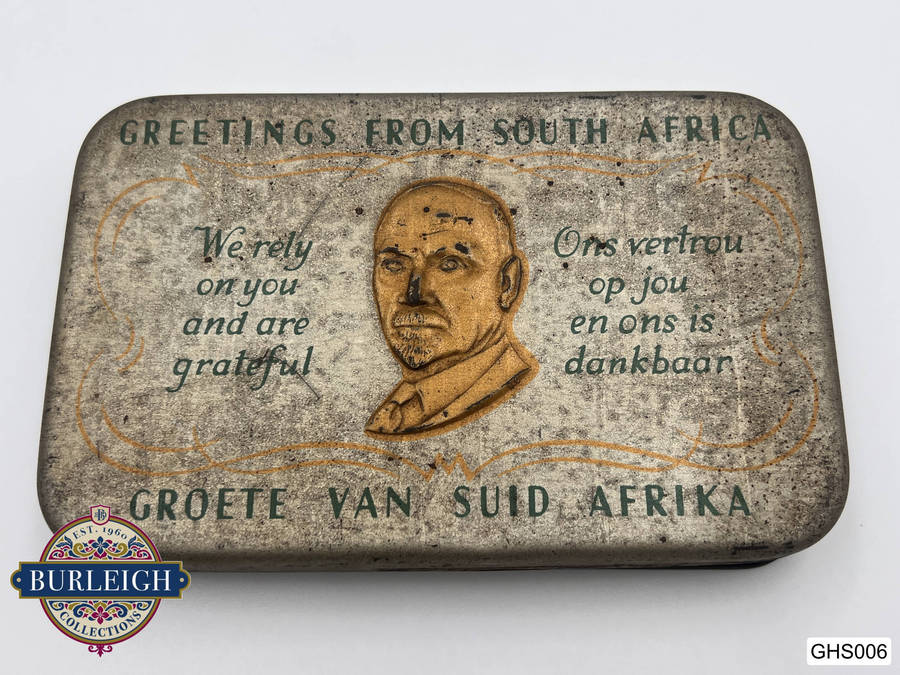 GREETINGS FROM SOUTH AFRICA
We rely
on you
and are
grateful
Ons vertrou
op jou
en ons is
dankbaar
GROETE VAN SUID AFRIKA
EST. 1960
BURLEIGH
COLLECTIONS
GHS006